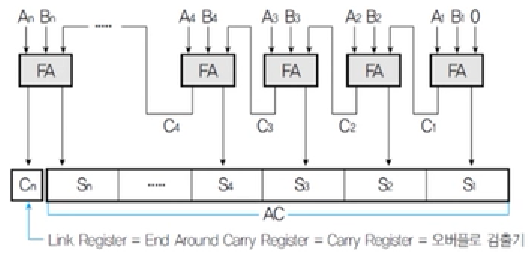 An Bn ..... A4 B4 A3 B3 A2 B2 A1 B1 0
FA FA FA FA FA
C4 C3 C2 C1
Cn Sn ..... S4 S3 S2 S1
AC
Link Register = End Around Carry Register = Carry Register = 오버플로 검출기